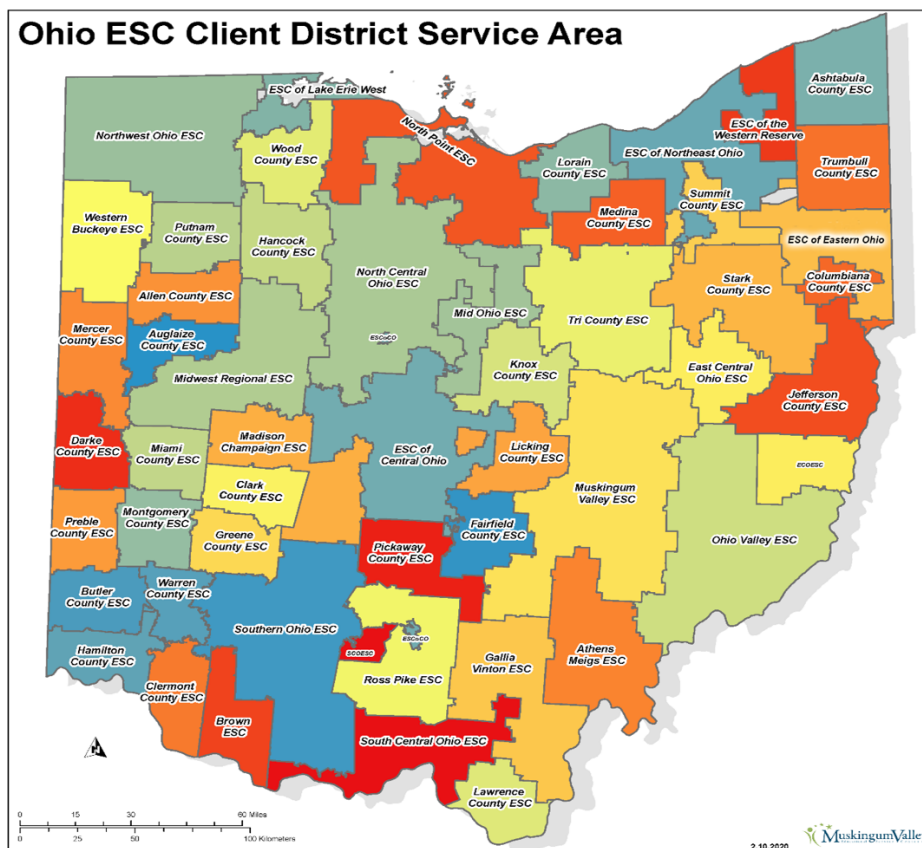 Ohio ESC Client District Service Area
ESC of Lake Erie West
Ashtabula
County ESC
Northwest Ohio ESC
Wood
County ESC
North Point ESC
ESC of the
Western Reserve
Lorain
County ESC
ESC of Northeast Ohio
Trumbull
County ESC
Summit
County ESC
Western
Buckeye ESC
Putnam
County ESC
Hancock
County ESC
Medina
County ESC
ESC of Eastern Ohio
North Central
Ohio ESC
Stark
County ESC
Columbiana
County ESC
Allen County ESC
Mid Ohio ESC
Tri County ESC
Mercer
County ESC
Auglaize
County ESC
ESCoCO
Knox
County ESC
East Central
Ohio ESC
Midwest Regional ESC
Jefferson
County ESC
Darke
County ESC
Miami
County ESC
Madison
Champaign ESC
ESC of
Central Ohio
Licking
County ESC
ECOESC
Clark
County ESC
Muskingum
Valley ESC
Montgomery
County ESC
Preble
County ESC
Greene
County ESC
Fairfield
County ESC
Ohio Valley ESC
Pickaway
County ESC
Butler
County ESC
Warren
County ESC
Southern Ohio ESC
ESCoCO
Hamilton
County ESC
SCOESC
Gallia
Vinton ESC
Athens
Meigs ESC
Ross Pike ESC
Clermont
County ESC
Brown
ESC
South Central Ohio ESC
Lawrence
County ESC
0 15 30 60 Miles
0 25 50 100 Kilometers
MuskingumValley
2.10.2020